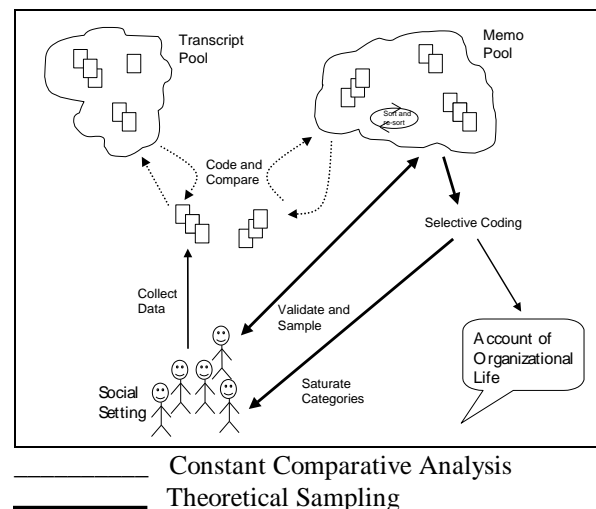 Transcript
Pool
Memo
Pool
Sort and
re-sort
Code and
Compare
Selective Coding
Collect
Data
Validate and
Sample
Account of
Organizational
Life
Social
Setting
Saturate
Categories
Constant Comparative Analysis
Theoretical Sampling